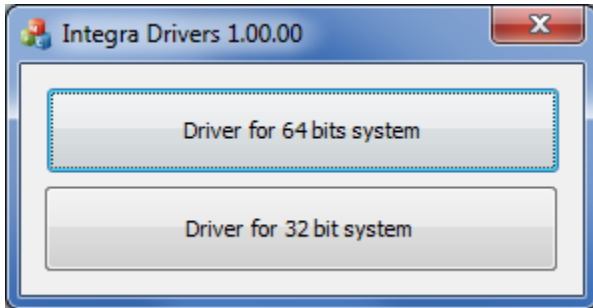 Integra Drivers 1.00.00
Driver for 64 bits system
Driver for 32 bit system